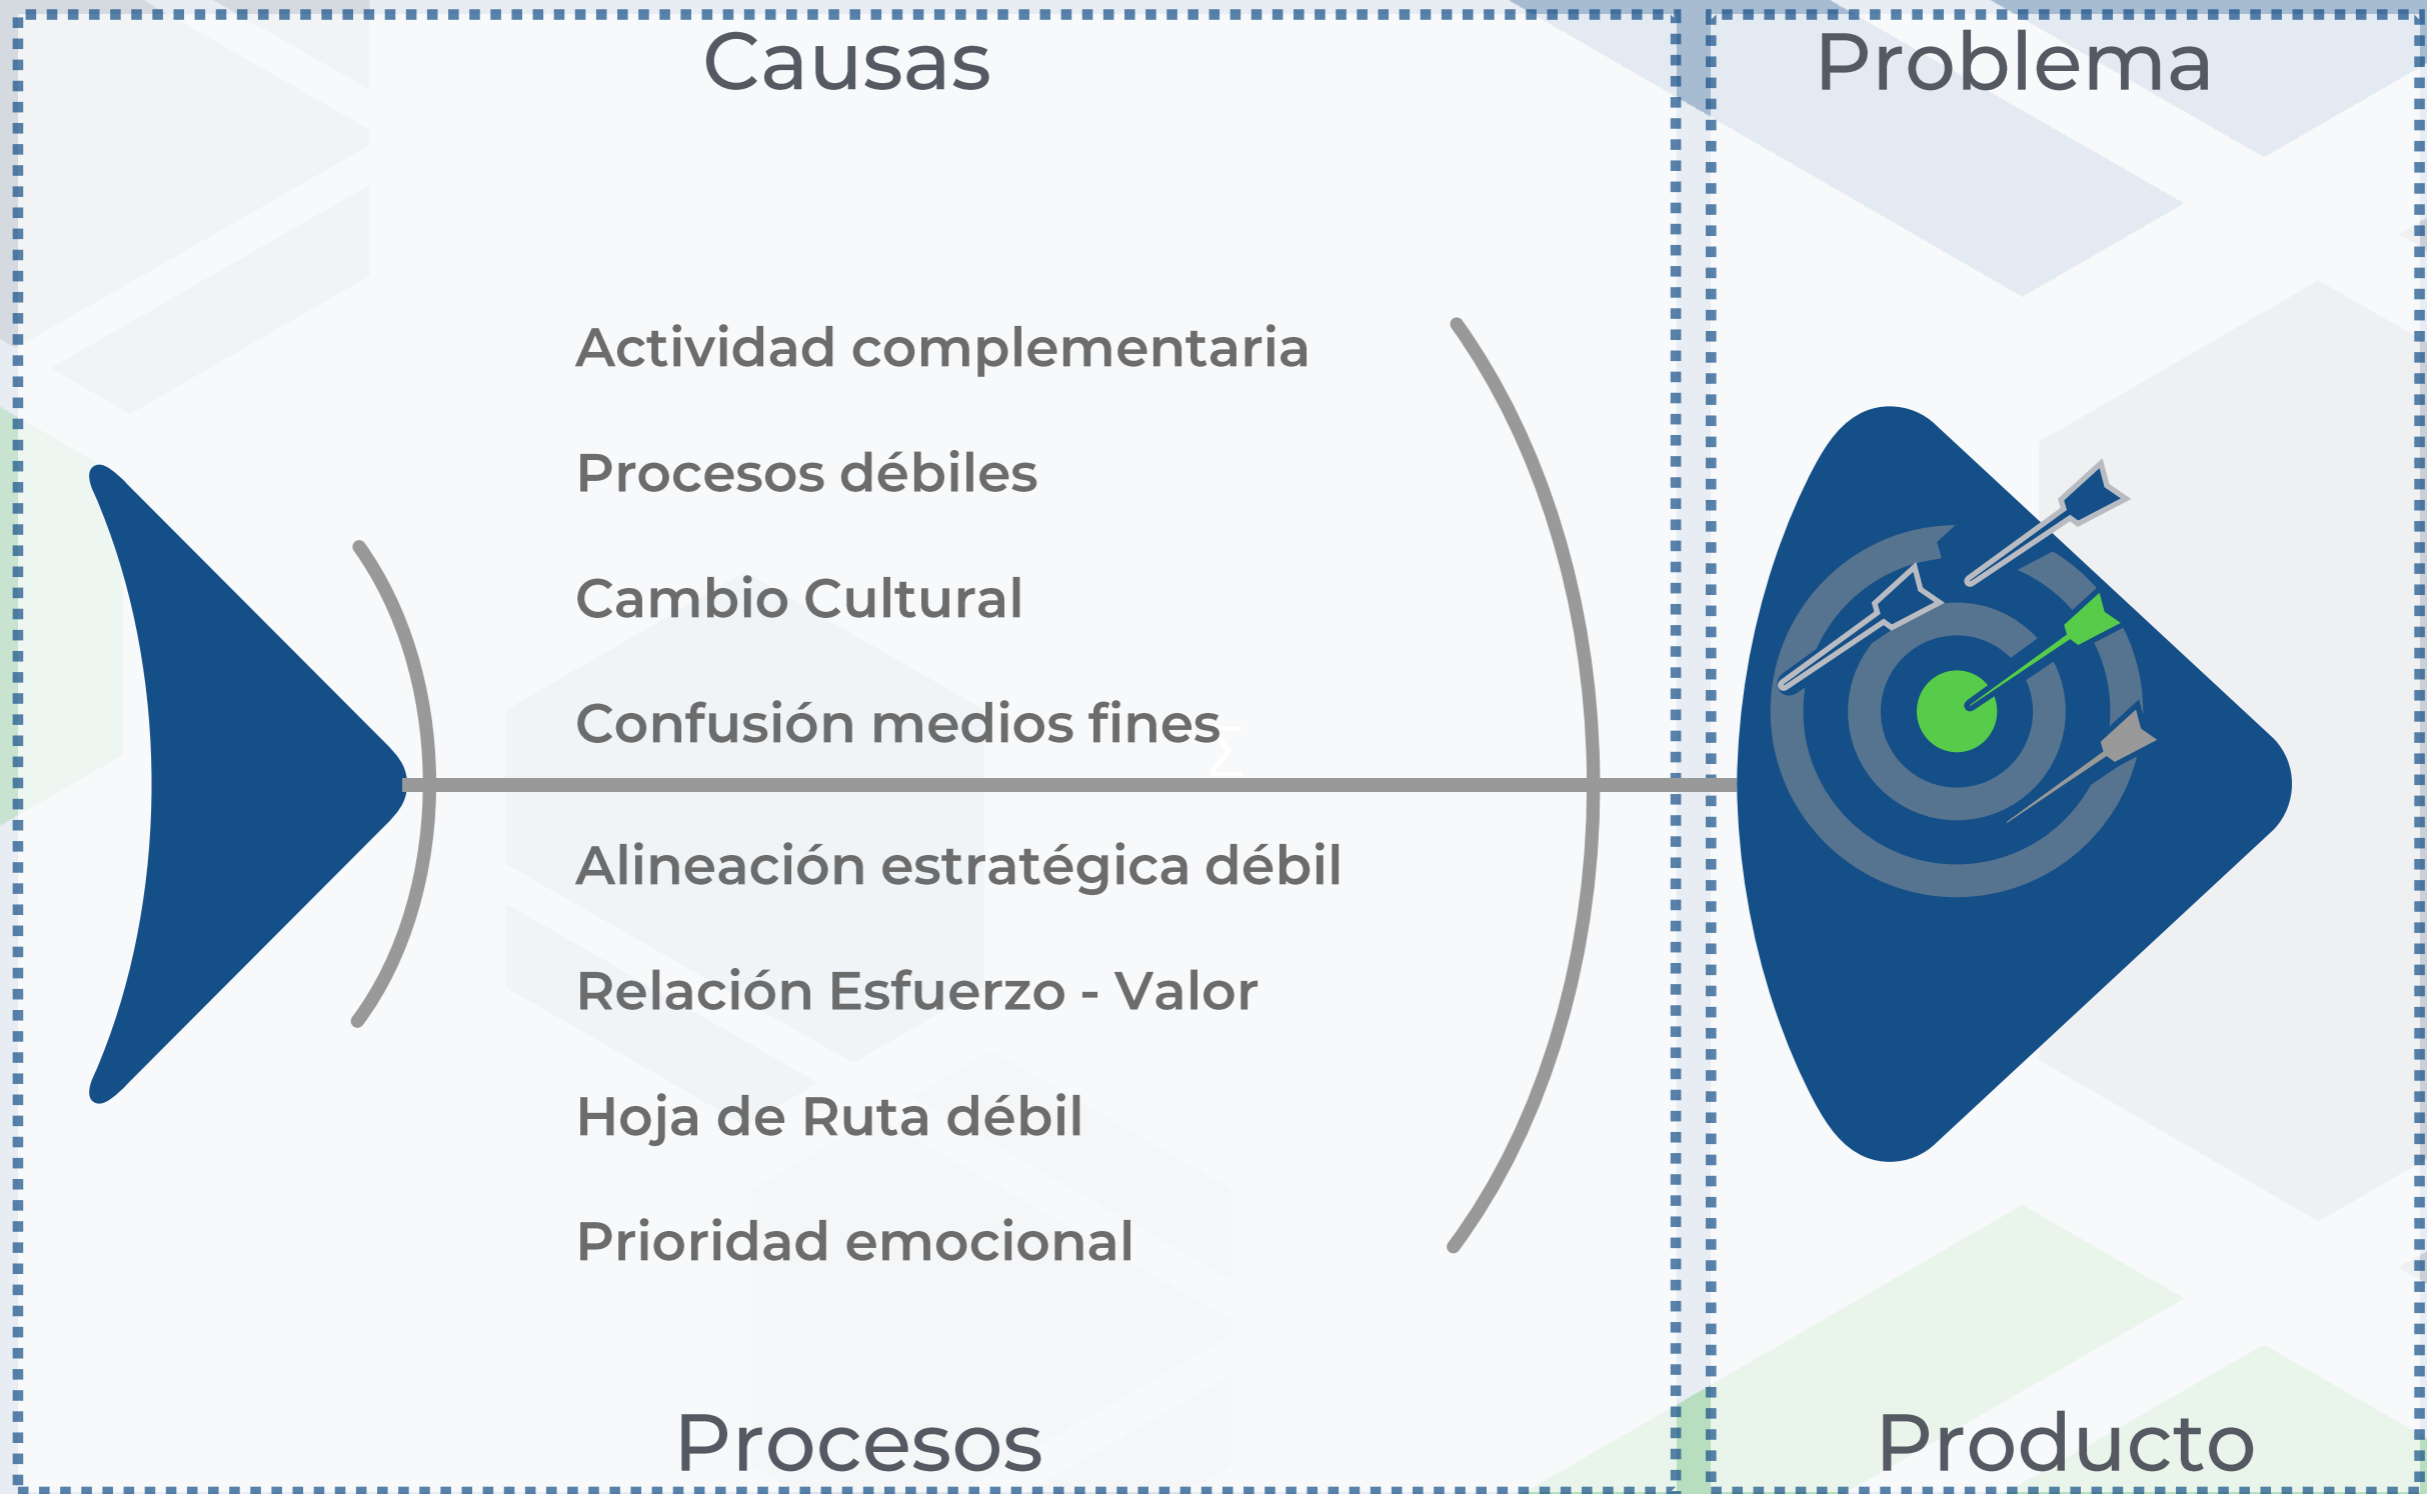 Causas
Problema
Actividad complementaria
Procesos débiles
Cambio Cultural
Confusión medios fines
Σ
Alineación estratégica débil
Relación Esfuerzo - Valor
Hoja de Ruta débil
Prioridad emocional
Procesos
Producto